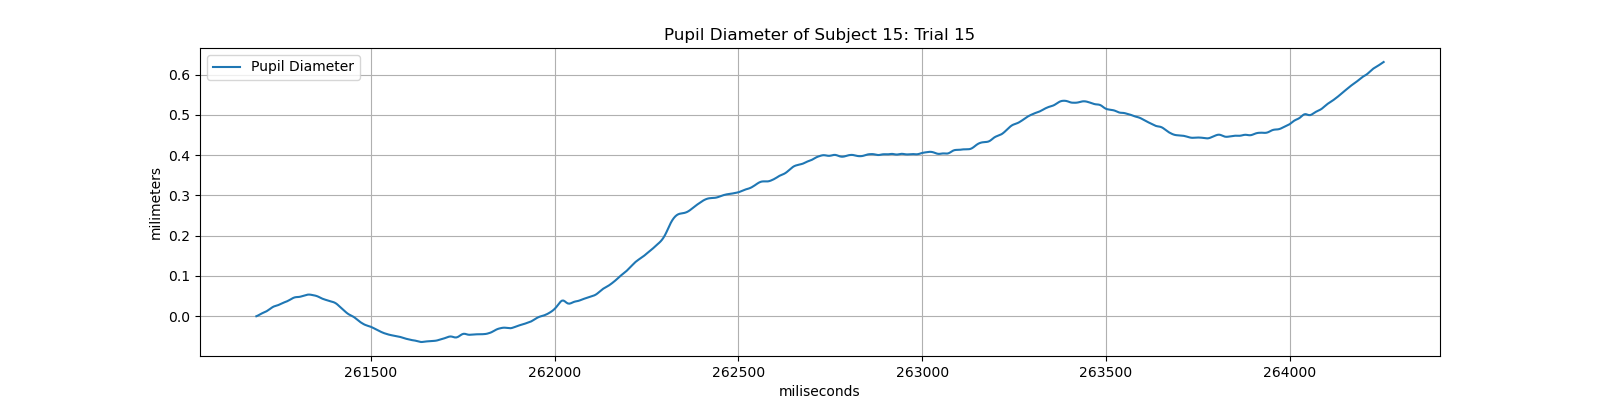 Pupil Diameter of Subject 15: Trial 15
Pupil Diameter
0.6
0.5
0.4
0.3
0.2
0.1
0.0
milimeters
261500 262000 262500 263000 263500 264000
miliseconds